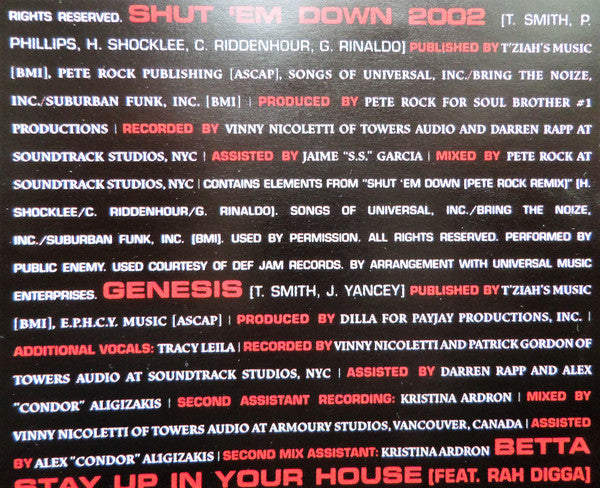 RIGHTS RESERVED. SHUT 'EM DOWN 2002 [T. SMITH, P.
PHILLIPS, H. SHOCKLEE, C. RIDDENHOUR, G. RINALDO] PUBLISHED BY T'ZIAH'S MUSIC
[BMI], PETE ROCK PUBLISHING [ASCAP], SONGS OF UNIVERSAL, INC./BRING THE NOIZE,
INC./SUBURBAN FUNK, INC. [BMI] | PRODUCED BY PETE ROCK FOR SOUL BROTHER #1
PRODUCTIONS | RECORDED BY VINNY NICOLETTI OF TOWERS AUDIO AND DARREN RAPP AT
SOUNDTRACK STUDIOS, NYC | ASSISTED BY JAIME "S.S." GARCIA | MIXED BY PETE ROCK AT
SOUNDTRACK STUDIOS, NYC | CONTAINS ELEMENTS FROM "SHUT 'EM DOWN [PETE ROCK REMIX]" [H.
SHOCKLEE/C. RIDDENHOUR/G. RINALDO]. SONGS OF UNIVERSAL, INC./BRING THE NOIZE,
INC./SUBURBAN FUNK, INC. [BMI]. USED BY PERMISSION. ALL RIGHTS RESERVED. PERFORMED BY
PUBLIC ENEMY. USED COURTESY OF DEF JAM RECORDS. BY ARRANGEMENT WITH UNIVERSAL MUSIC
ENTERPRISES. GENESIS [T. SMITH, J. YANCEY] PUBLISHED BY T'ZIAH'S MUSIC
[BMI], E.P.H.C.Y. MUSIC [ASCAP] | PRODUCED BY DILLA FOR PAYJAY PRODUCTIONS, INC. |
ADDITIONAL VOCALS: TRACY LEILA | RECORDED BY VINNY NICOLETTI AND PATRICK GORDON OF
TOWERS AUDIO AT SOUNDTRACK STUDIOS, NYC | ASSISTED BY DARREN RAPP AND ALEX
"CONDOR" ALIGIZAKIS | SECOND ASSISTANT RECORDING: KRISTINA ARDRON | MIXED BY
VINNY NICOLETTI OF TOWERS AUDIO AT ARMOURY STUDIOS, VANCOUVER, CANADA | ASSISTED
BY ALEX "CONDOR" ALIGIZAKIS | SECOND MIX ASSISTANT: KRISTINA ARDRON BETTA
STAY UP IN YOUR HOUSE [FEAT. RAH DIGGA]